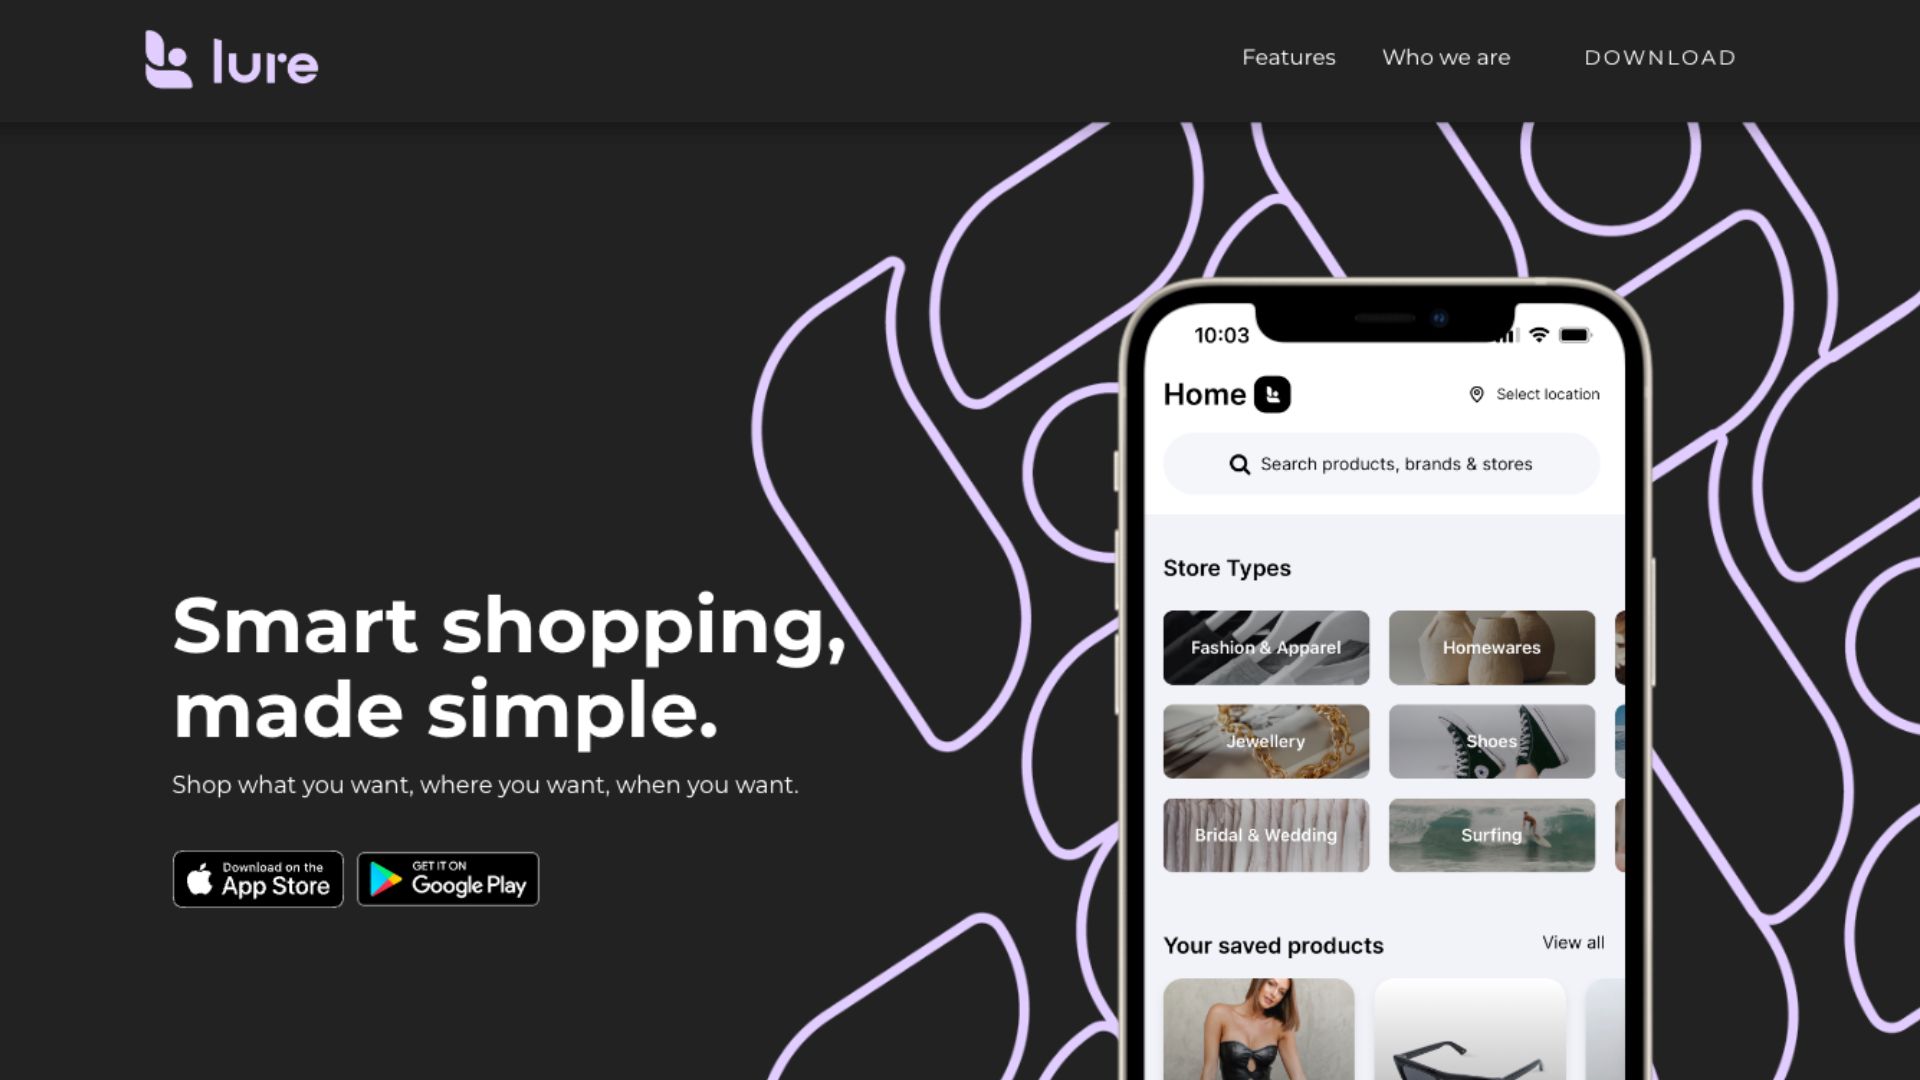 lure
Features
Who we are
DOWNLOAD
Smart shopping,
made simple.
Shop what you want, where you want, when you want.
Download on the
App Store
GET IT ON
Google Play
10:03
Home
Select location
Search products, brands & stores
Store Types
Fashion & Apparel
Homewares
Jewellery
Shoes
Bridal & Wedding
Surfing
Your saved products
View all